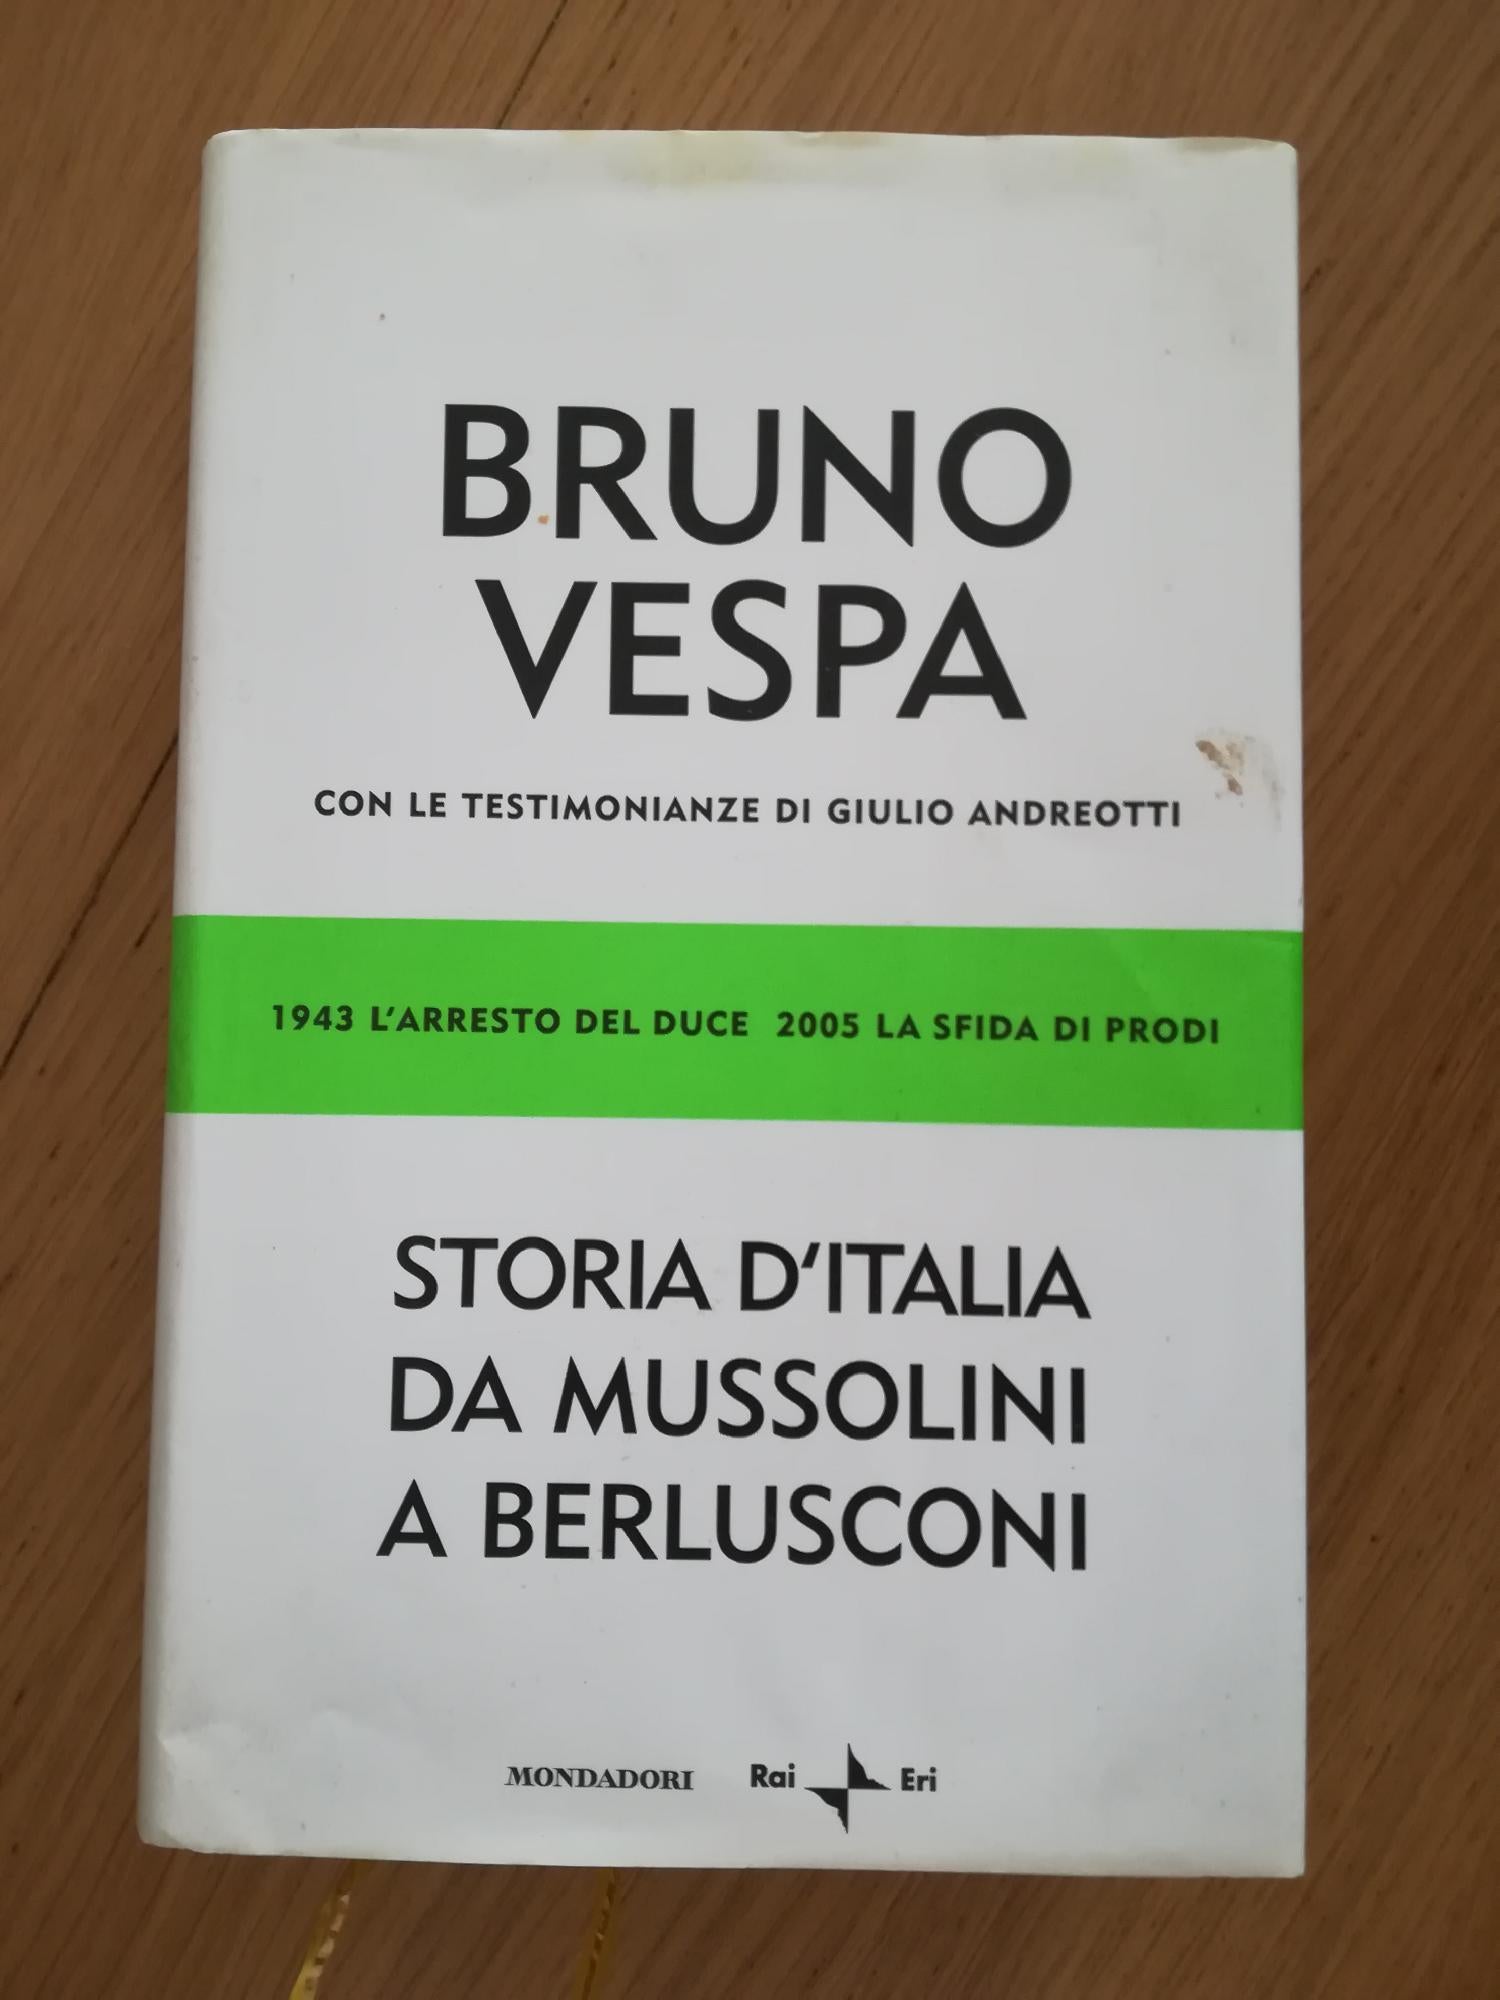 BRUNO
VESPA
CON LE TESTIMONIANZE DI GIULIO ANDREOTTI
1943 L'ARRESTO DEL DUCE 2005 LA SFIDA DI PRODI
STORIA D'ITALIA
DA MUSSOLINI
A BERLUSCONI
MONDADORI Rai Eri